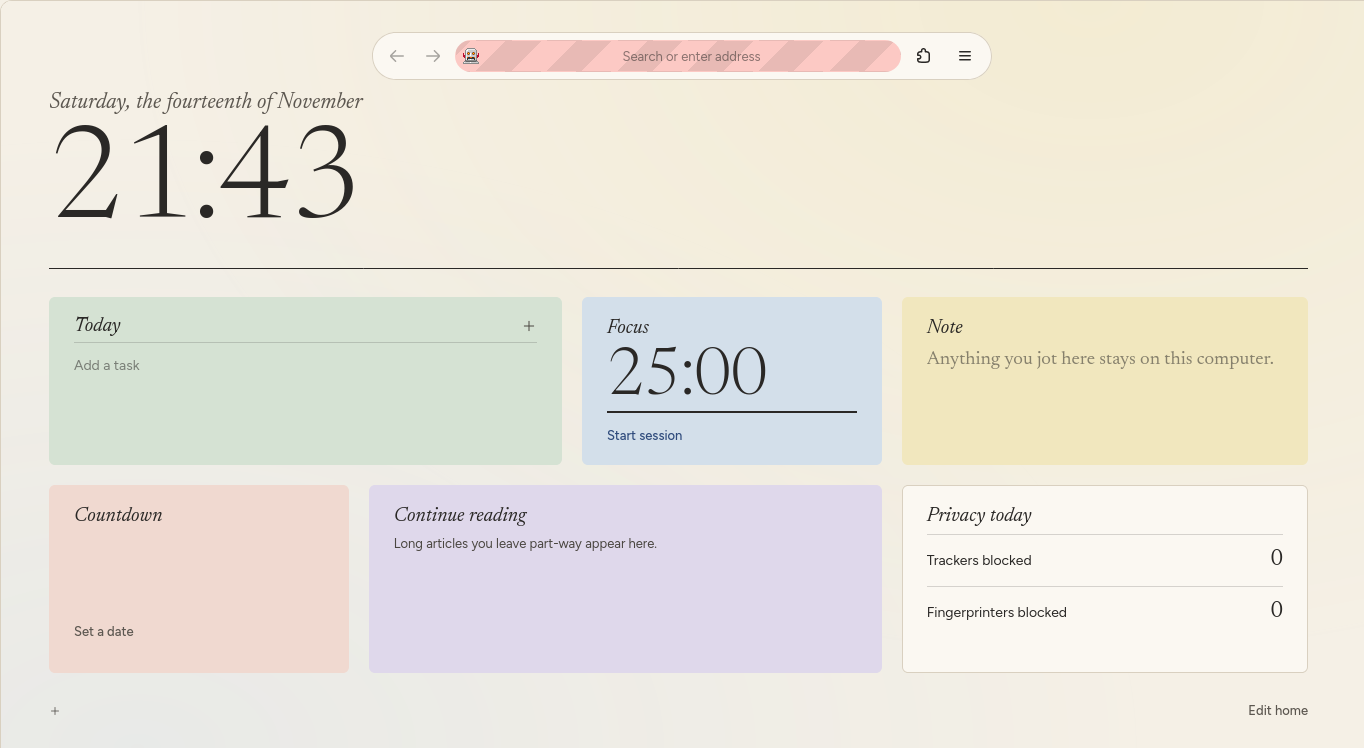 Search or enter address
Saturday, the fourteenth of November
21:43
Today
Add a task
Focus
25:00
Start session
Note
Anything you jot here stays on this computer.
Countdown
Set a date
Continue reading
Long articles you leave part-way appear here.
Privacy today
Trackers blocked 0
Fingerprinters blocked 0
Edit home